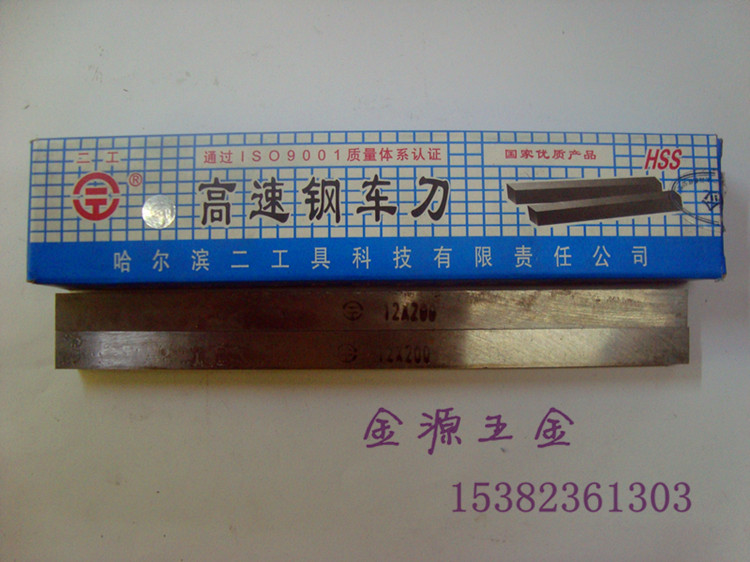 二工
通过ISO9001质量体系认证
国家优质产品
HSS
®
高速钢车刀
哈尔滨二工具科技有限责任公司
12X200
12X200
金源五金
15382361303